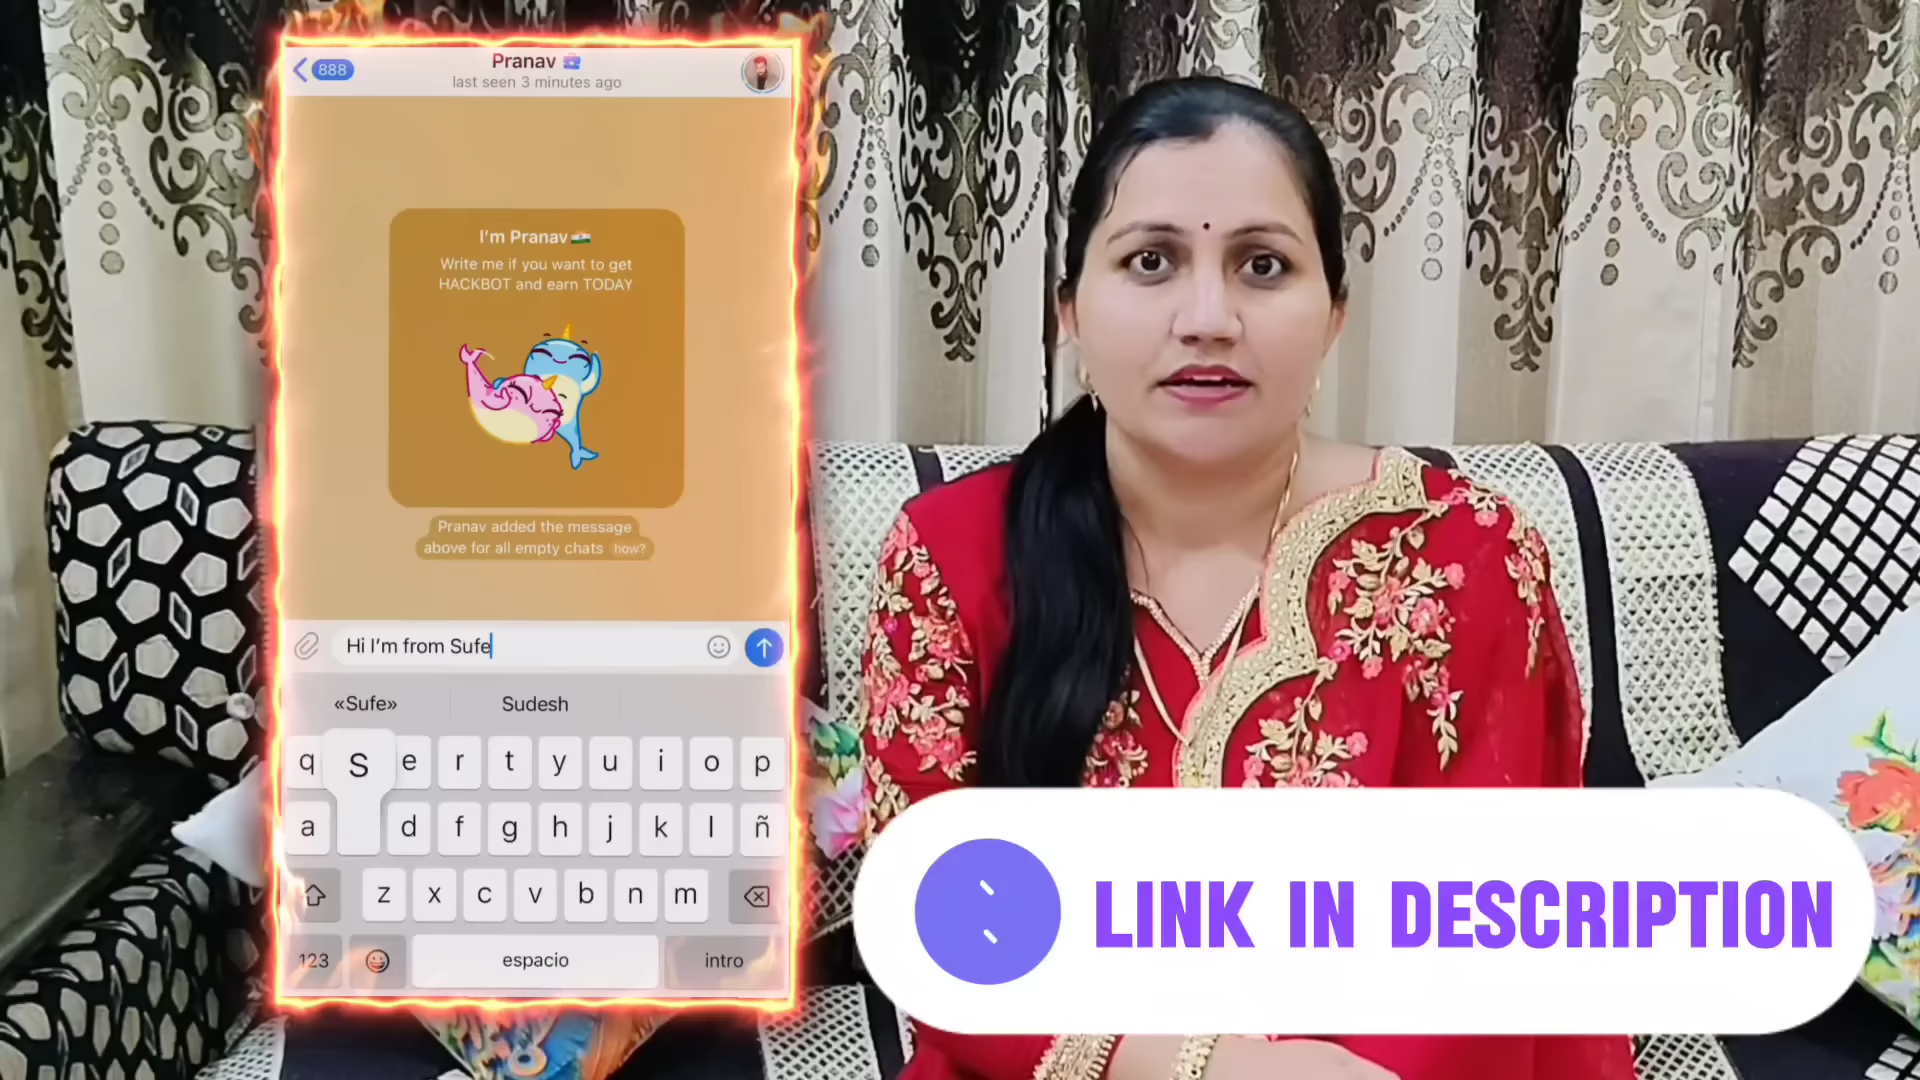 888
Pranav
last seen 3 minutes ago
I'm Pranav
Write me if you want to get
HACKBOT and earn TODAY
Pranav added the message
above for all empty chats how?
Hi I'm from Sufe
«Sufe» Sudesh
q S e r t y u i o p
a d f g h j k l ñ
z x c v b n m
123 espacio intro
LINK IN DESCRIPTION